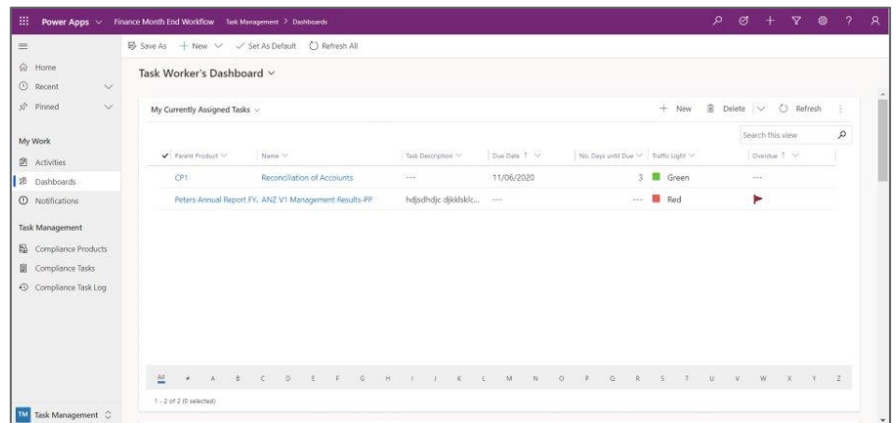 Power Apps Finance Month End Workflow Task Management > Dashboards
Save As New Set As Default Refresh All
Home
Recent
Pinned
My Work
Activities
Dashboards
Notifications
Task Management
Compliance Products
Compliance Tasks
Compliance Task Log
TM Task Management
Task Worker's Dashboard
My Currently Assigned Tasks New Delete Refresh
Search this view
Parent Product Name Task Description Due Date No. Days until Due Traffic Light Overdue
CP1 Reconciliation of Accoiunts --- 11/06/2020 3 Green ---
Peters Annual Report FY. ANZ V1 Management Results-PP hdjsdhdjc djkklsklc... --- --- Red
All # A B C D E F G H I J K L M N O P Q R S T U V W X Y Z
1 - 2 of 2 (0 selected)